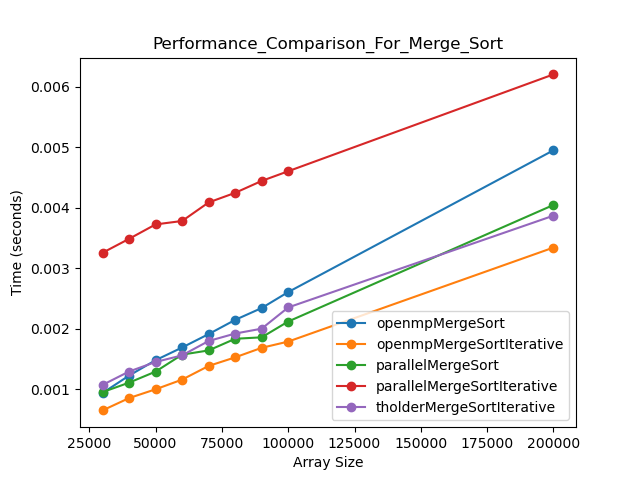 Performance_Comparison_For_Merge_Sort
0.006
0.005
0.004
0.003
0.002
0.001
Time (seconds)
openmpMergeSort
openmpMergeSortIterative
parallelMergeSort
parallelMergeSortIterative
tholderMergeSortIterative
25000 50000 75000 100000 125000 150000 175000 200000
Array Size